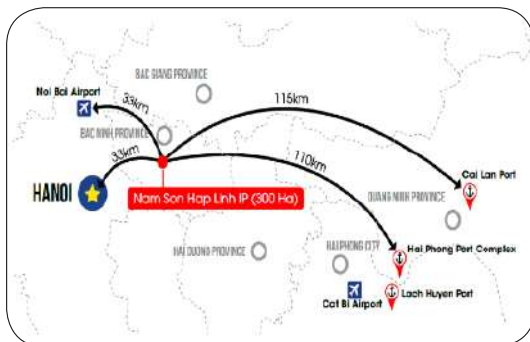 BAC GIANG PROVINCE
Noi Bai Airport
33km
115km
BAC NINH PROVINCE
33km
110km
Cai Lan Port
HANOI
Nam Son Hap Linh IP (300 Ha)
QUANG NINH PROVINCE
HAI DUONG PROVINCE
HAI PHONG CITY
Hai Phong Port Complex
Cat Bi Airport
Lach Huyen Port